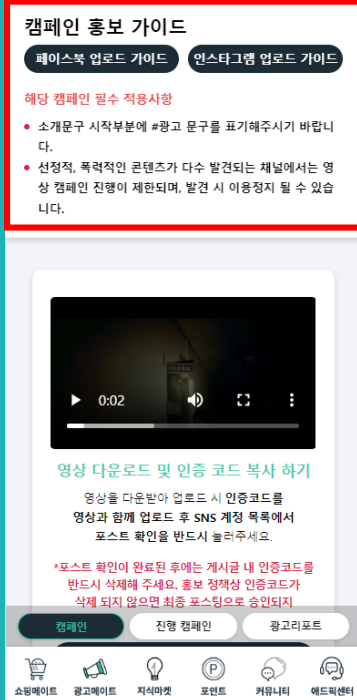 캠페인 홍보 가이드
페이스북 업로드 가이드 인스타그램 업로드 가이드
해당 캠페인 필수 적용사항
소개문구 시작부분에 #광고 문구를 표기해주시기 바랍니
다.
선정적, 폭력적인 콘텐츠가 다수 발견되는 채널에서는 영
상 캠페인 진행이 제한되며, 발견 시 이용정지 될 수 있습
니다.
0:02
영상 다운로드 및 인증 코드 복사 하기
영상을 다운받아 업로드 시 인증코드를
영상과 함께 업로드 후 SNS 계정 목록에서
포스트 확인을 반드시 눌러주세요.
*포스트 확인이 완료된 후에는 게시글 내 인증코드를
반드시 삭제해 주세요. 홍보 정책상 인증코드가
삭제 되지 않으면 최종 포스팅으로 승인되지
캠페인 진행 캠페인 광고리포트
쇼핑메이트 광고메이트 지식마켓 포인트 커뮤니티 애드픽센터